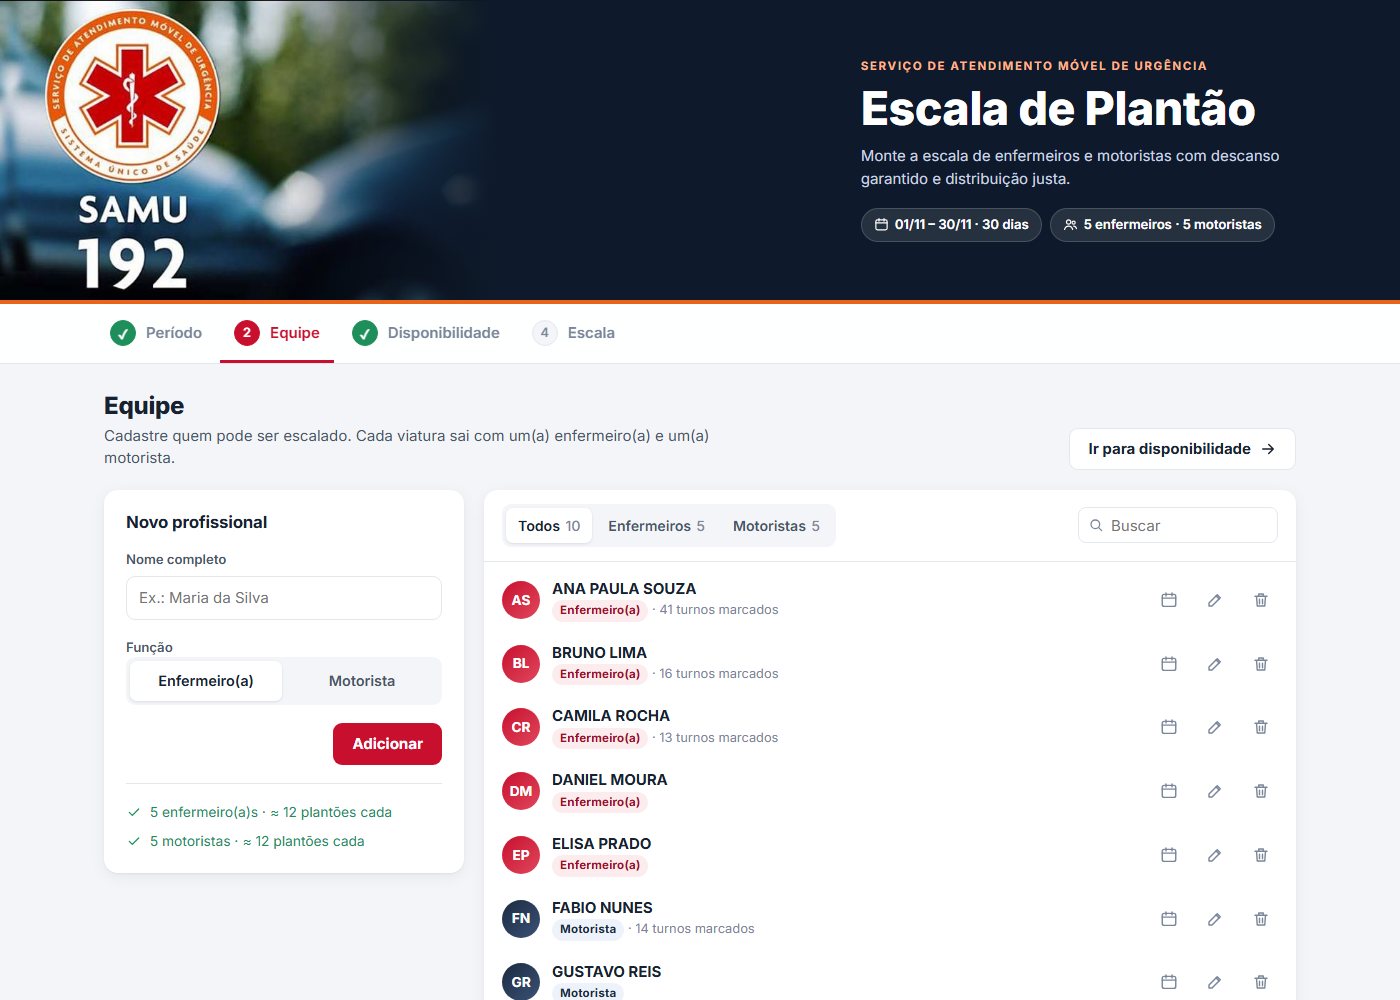 SERVIÇO DE ATENDIMENTO MÓVEL DE URGÊNCIA
SISTEMA ÚNICO DE SAÚDE
SAMU
192
SERVIÇO DE ATENDIMENTO MÓVEL DE URGÊNCIA
Escala de Plantão
Monte a escala de enfermeiros e motoristas com descanso
garantido e distribuição justa.
01/11 – 30/11 · 30 dias
5 enfermeiros · 5 motoristas
Período
2 Equipe
Disponibilidade
4 Escala
Equipe
Cadastre quem pode ser escalado. Cada viatura sai com um(a) enfermeiro(a) e um(a)
motorista.
Ir para disponibilidade →
Novo profissional
Nome completo
Ex.: Maria da Silva
Função
Enfermeiro(a)
Motorista
Adicionar
5 enfermeiro(a)s · ≈ 12 plantões cada
5 motoristas · ≈ 12 plantões cada
Todos 10
Enfermeiros 5
Motoristas 5
Buscar
AS
ANA PAULA SOUZA
Enfermeiro(a) · 41 turnos marcados
BL
BRUNO LIMA
Enfermeiro(a) · 16 turnos marcados
CR
CAMILA ROCHA
Enfermeiro(a) · 13 turnos marcados
DM
DANIEL MOURA
Enfermeiro(a)
EP
ELISA PRADO
Enfermeiro(a)
FN
FABIO NUNES
Motorista · 14 turnos marcados
GR
GUSTAVO REIS
Motorista